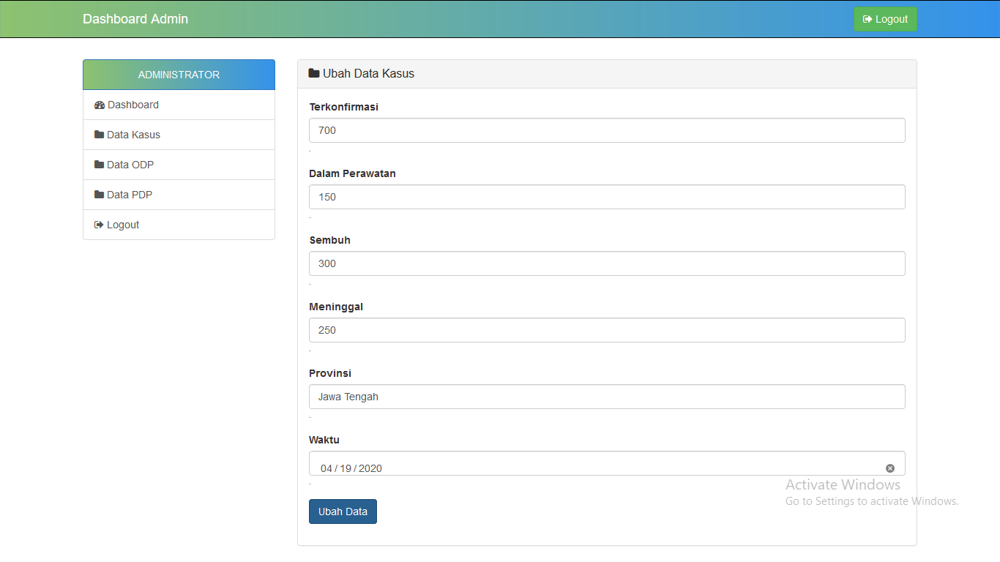 Dashboard Admin
Logout
ADMINISTRATOR
Dashboard
Data Kasus
Data ODP
Data PDP
Logout
Ubah Data Kasus
Terkonfirmasi
700
.
Dalam Perawatan
150
.
Sembuh
300
.
Meninggal
250
.
Provinsi
Jawa Tengah
.
Waktu
04 / 19 / 2020
.
Ubah Data
Activate Windows
Go to Settings to activate Windows.